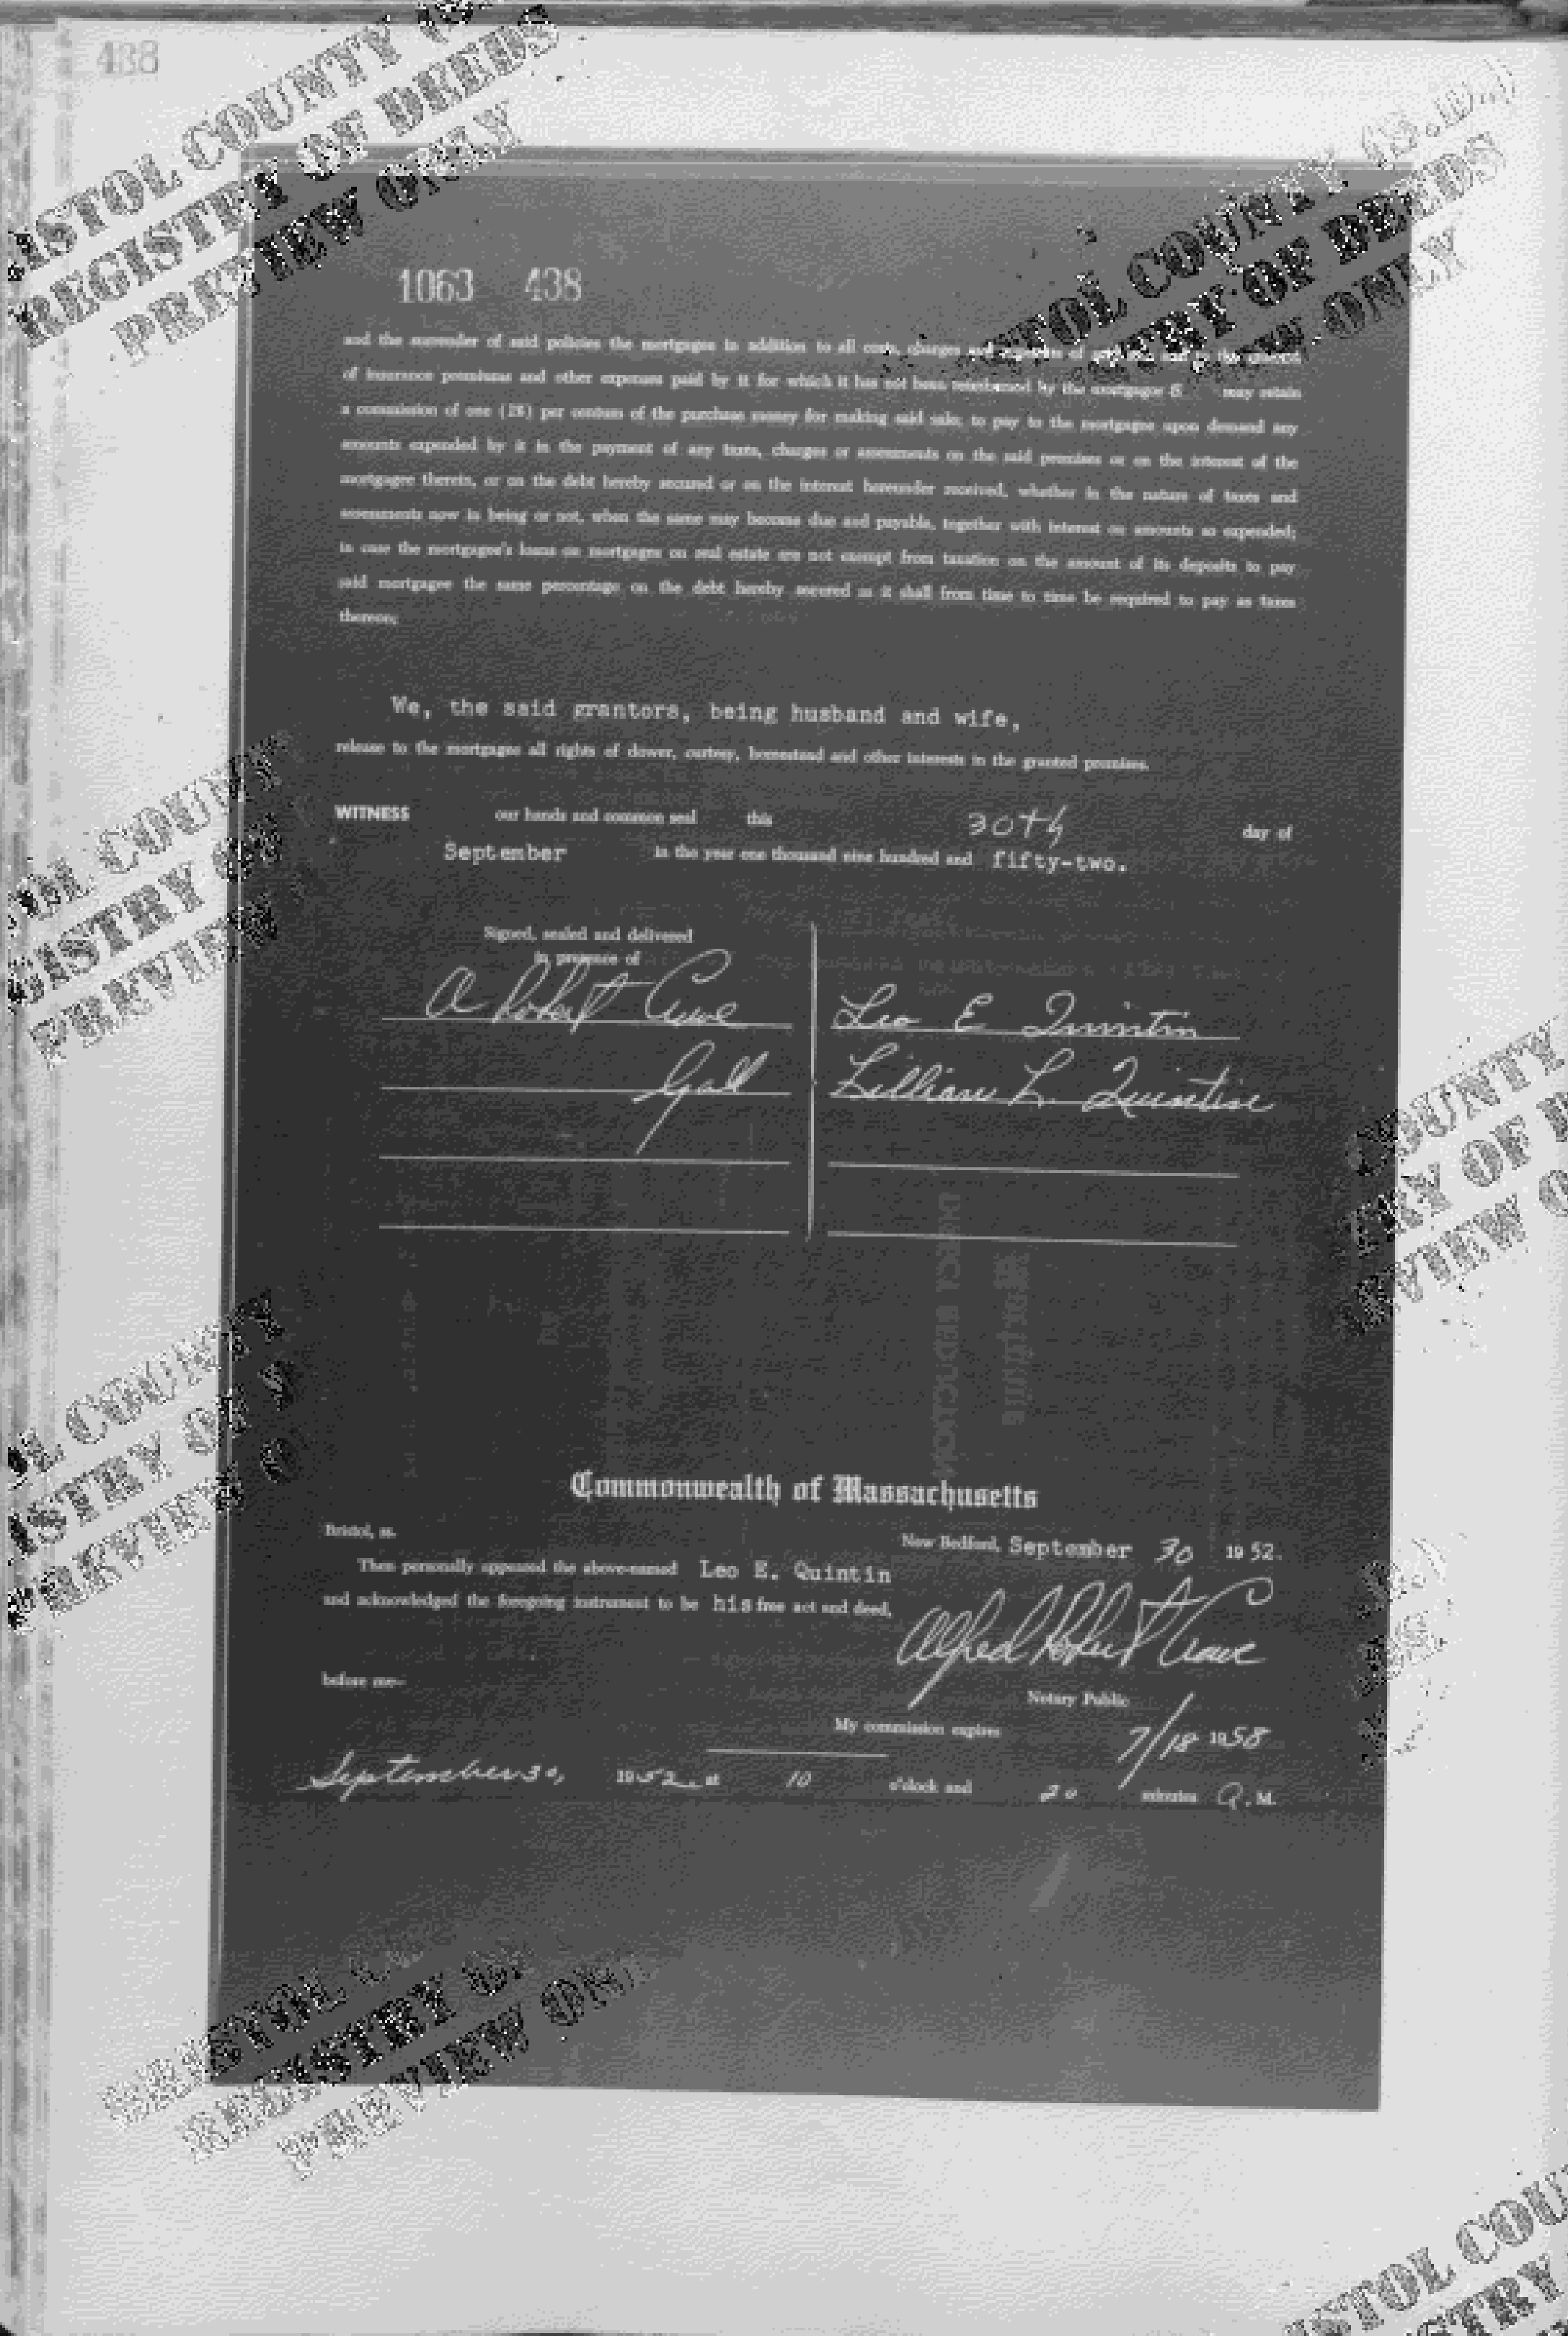 438
BRISTOL COUNTY
REGISTRY OF DEEDS
PREVIEW ONLY
1063 438
and the surrender of said policies the mortgagee in addition to all costs, charges and expenses of
of insurance premiums and other expenses paid by it for which it has not been reimbursed by the mortgagor s may retain
a commission of one (1%) per centum of the purchase money for making said sale; to pay to the mortgagee upon demand any
amounts expended by it in the payment of any taxes, charges or assessments on the said premises or on the interest of the
mortgagee therein, or on the debt hereby secured or on the interest hereunder received, whether in the nature of taxes and
assessments now in being or not, when the same may become due and payable, together with interest on amounts so expended;
in case the mortgagee's loans on mortgages on real estate are not exempt from taxation on the amount of its deposits to pay
said mortgagee the same percentage on the debt hereby secured as it shall from time to time be required to pay as taxes
thereon;
We, the said grantors, being husband and wife,
release to the mortgagee all rights of dower, curtesy, homestead and other interests in the granted premises.
WITNESS our hands and common seal this 30th day of
September in the year one thousand nine hundred and fifty-two.
Signed, sealed and delivered
in presence of
A Robert Crowe Leo E Quintin
Lillian L. Quintin
Commonwealth of Massachusetts
Bristol, ss. New Bedford, September 30 1952.
Then personally appeared the above-named Leo E. Quintin
and acknowledged the foregoing instrument to be his free act and deed,
Alfred Robert Crowe
before me—
Notary Public
My commission expires 7/18 1958
September 30, 1952 at 10 o'clock and 20 minutes A.M.